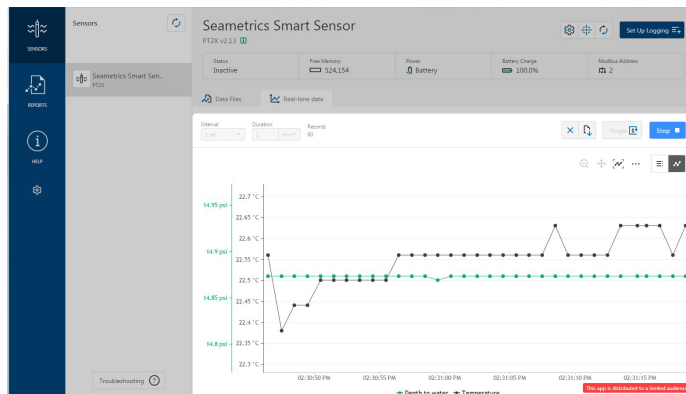 Sensors
SENSORS
REPORTS
HELP
Seametrics Smart Sen..
PT2X
Troubleshooting
Seametrics Smart Sensor
PT2X v2.13
Set Up Logging
Status
Inactive
Free Memory
524,154
Power
Battery
Battery Charge
100.0%
Modbus Address
2
Data Files
Real-time data
Interval
1 sec
Duration
1
Records
60
Single
Stop
14.95 psi
14.9 psi
14.85 psi
14.8 psi
22.7 °C
22.65 °C
22.6 °C
22.55 °C
22.5 °C
22.45 °C
22.4 °C
22.35 °C
22.3 °C
02:30:50 PM
02:30:55 PM
02:31:00 PM
02:31:05 PM
02:31:10 PM
02:31:15 PM
Depth to water
Temperature
This app is distributed to a limited audience